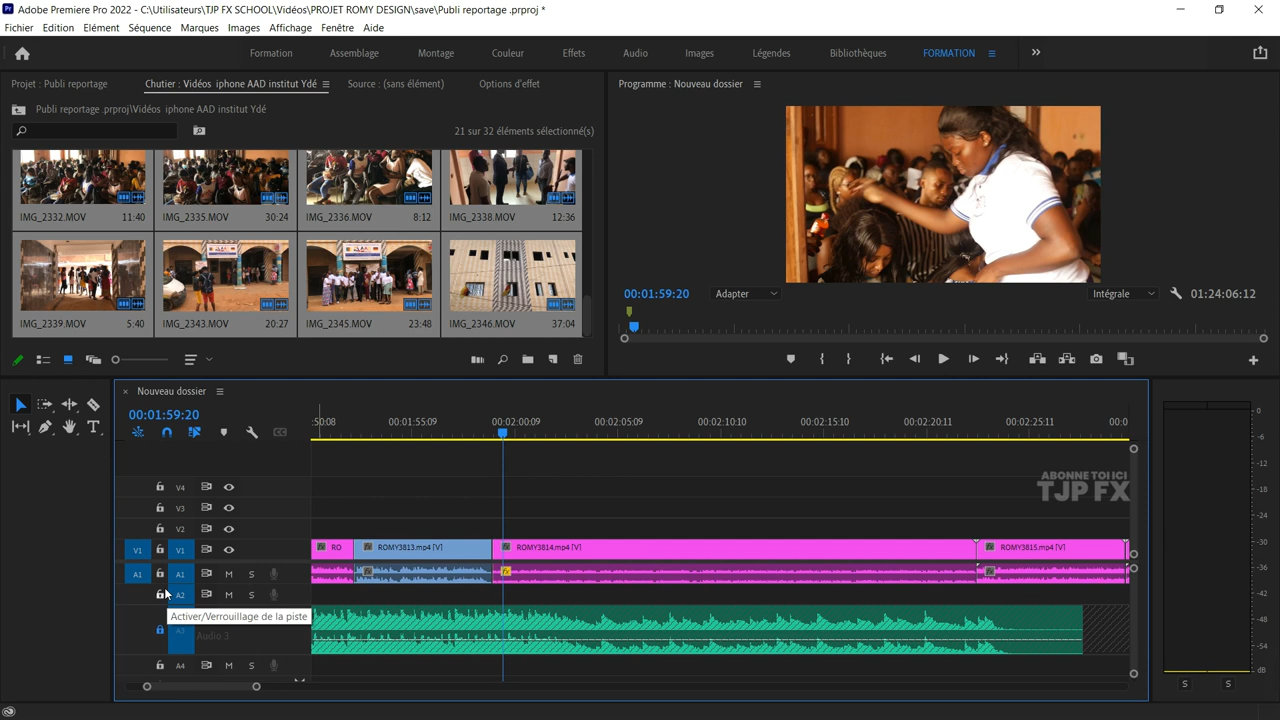 Adobe Premiere Pro 2022 - C:\Utilisateurs\TJP FX SCHOOL\Vidéos\PROJET ROMY DESIGN\save\Publi reportage .prproj *
Fichier Edition Elément Séquence Marques Images Affichage Fenêtre Aide
Formation Assemblage Montage Couleur Effets Audio Images Légendes Bibliothèques FORMATION
Projet : Publi reportage Chutier : Vidéos iphone AAD institut Ydé Source : (sans élément) Options d'effet
Programme : Nouveau dossier
Publi reportage .prproj\Vidéos iphone AAD institut Ydé
21 sur 32 éléments sélectionné(s)
IMG_2332.MOV 11:40 IMG_2335.MOV 30:24 IMG_2336.MOV 8:12 IMG_2338.MOV 12:36
IMG_2339.MOV 5:40 IMG_2343.MOV 20:27 IMG_2345.MOV 23:48 IMG_2346.MOV 37:04
00:01:59:20 Adapter Intégrale 01:24:06:12
× Nouveau dossier
00:01:59:20
:50:08 00:01:55:09 00:02:00:09 00:02:05:09 00:02:10:10 00:02:15:10 00:02:20:11 00:02:25:11 00:0
ABONNE TOI ICI
TJP FX
V4
V3
V2
V1 V1 RO ROMY3813.mp4 [V] ROMY3814.mp4 [V] ROMY3815.mp4 [V]
A1 A1 M S
A2 M S
Activer/Verrouillage de la piste
A3 Audio 3
A4 M S
0
-6
-12
-18
-24
-30
-36
-42
-48
-54
dB
S S